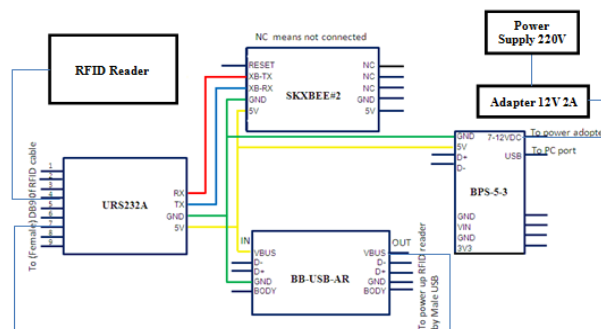 NC means not connected
Power
Supply 220V
RFID Reader
RESET
XB-TX
XB-RX
GND
5V
SKXBEE#2
NC
NC
NC
GND
5V
Adapter 12V 2A
To power adopte
To PC port
GND
5V
D+
D-
7-12VDC
USB
BPS-5-3
GND
VIN
GND
3V3
To (Female) DB9 of RFID cable
1
2
3
4
5
6
7
8
9
URS232A
RX
TX
GND
5V
IN
OUT
VBUS
D-
D+
GND
BODY
BB-USB-AR
VBUS
D-
D+
GND
BODY
To power up RFID reader
by Male USB